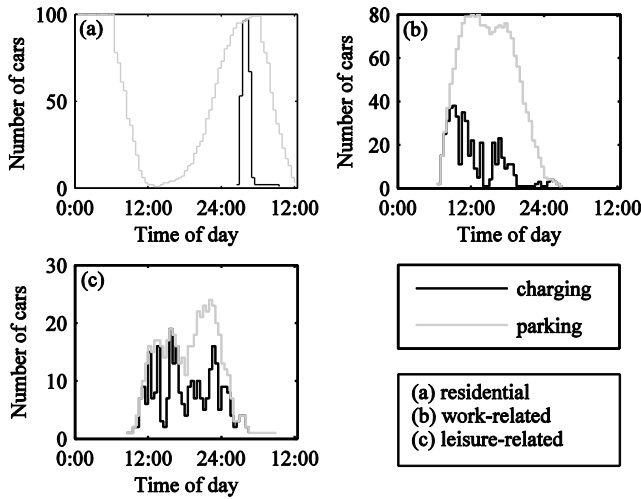 (a)
Number of cars
100
50
0
0:00 12:00 24:00 12:00
Time of day
(b)
Number of cars
80
60
40
20
0
0:00 12:00 24:00 12:00
Time of day
(c)
Number of cars
30
20
10
0
0:00 12:00 24:00 12:00
Time of day
charging
parking
(a) residential
(b) work-related
(c) leisure-related